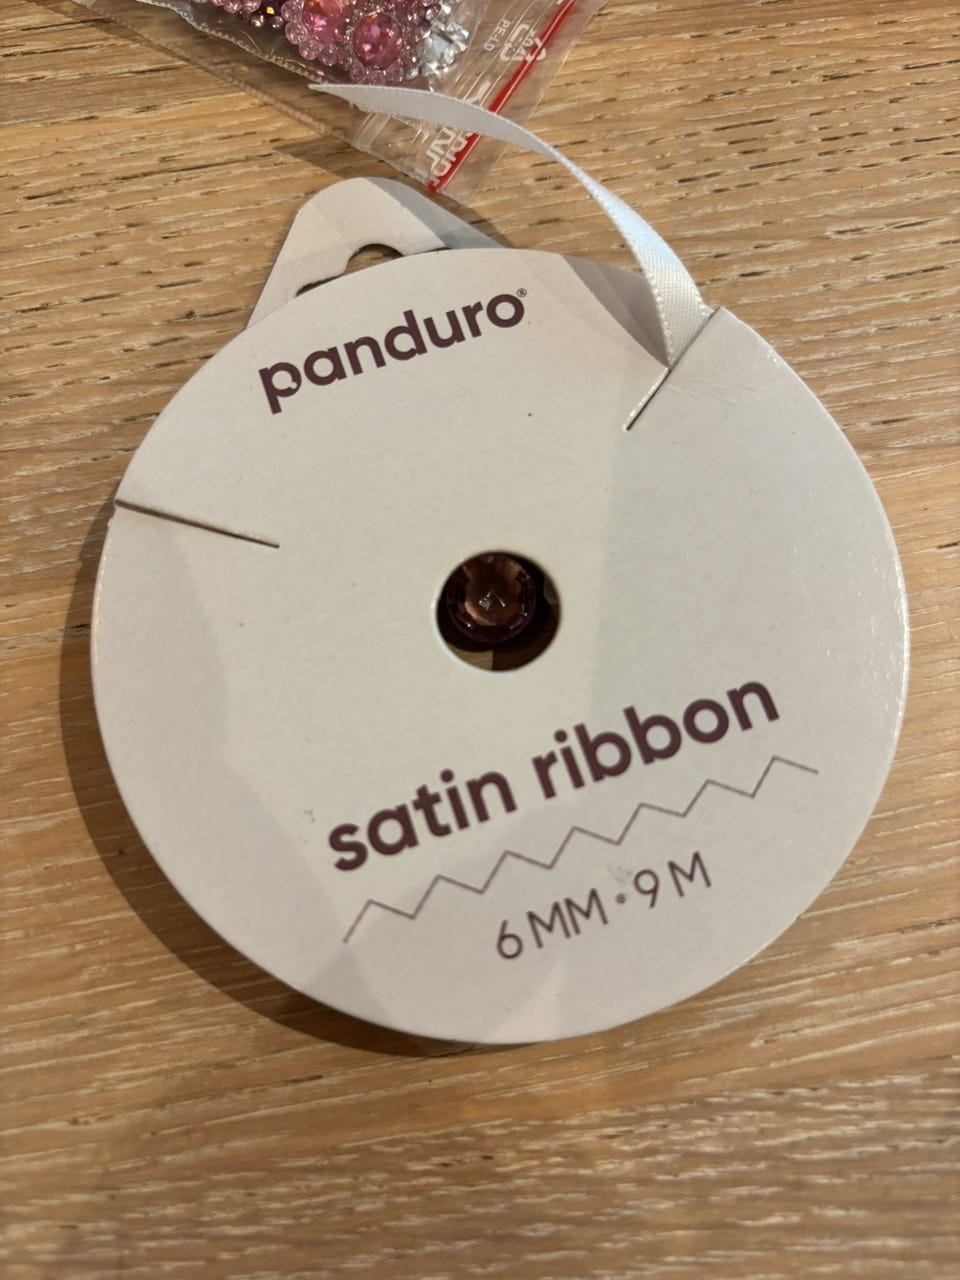 panduro®
satin ribbon
6 MM • 9 M